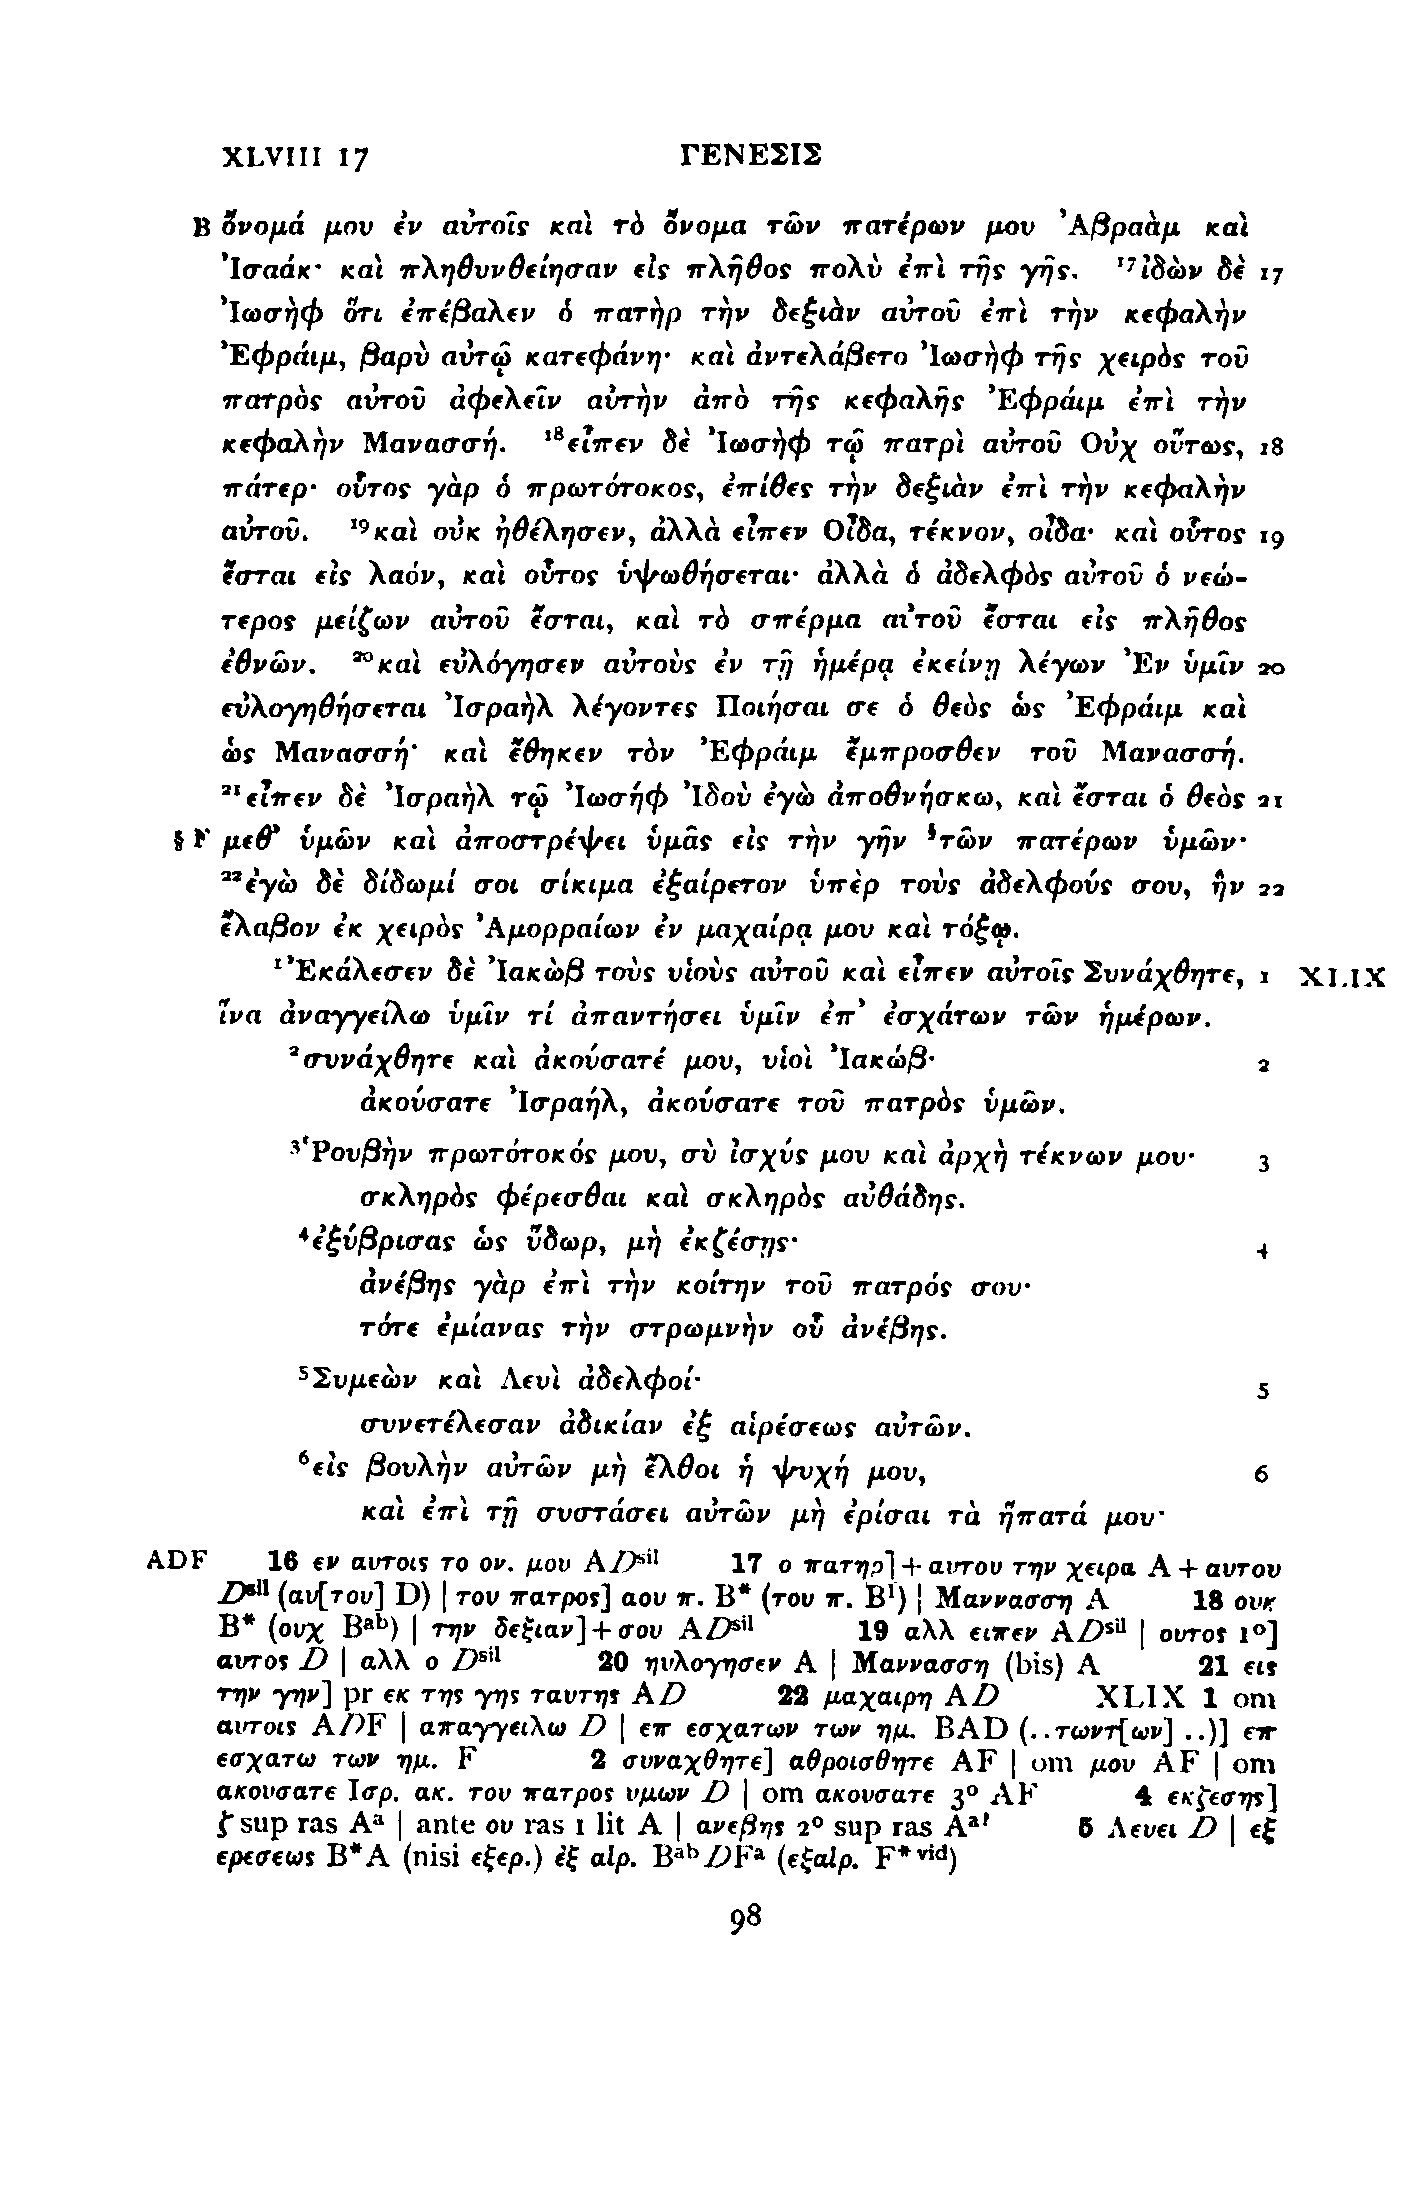 XLVIII 17 ΓΕΝΕΣΙΣ
B ὄνομά μου ἐν αὐτοῖς καὶ τὸ ὄνομα τῶν πατέρων μου Ἀβραὰμ καὶ
Ἰσαάκ· καὶ πληθυνθείησαν εἰς πλῆθος πολὺ ἐπὶ τῆς γῆς. ¹⁷ἰδὼν δὲ 17
Ἰωσὴφ ὅτι ἐπέβαλεν ὁ πατὴρ τὴν δεξιὰν αὐτοῦ ἐπὶ τὴν κεφαλὴν
Ἐφράιμ, βαρὺ αὐτῷ κατεφάνη· καὶ ἀντελάβετο Ἰωσὴφ τῆς χειρὸς τοῦ
πατρὸς αὐτοῦ ἀφελεῖν αὐτὴν ἀπὸ τῆς κεφαλῆς Ἐφράιμ ἐπὶ τὴν
κεφαλὴν Μανασσή. ¹⁸εἶπεν δὲ Ἰωσὴφ τῷ πατρὶ αὐτοῦ Οὐχ οὕτως, 18
πάτερ· οὗτος γὰρ ὁ πρωτότοκος, ἐπίθες τὴν δεξιὰν ἐπὶ τὴν κεφαλὴν
αὐτοῦ. ¹⁹καὶ οὐκ ἠθέλησεν, ἀλλὰ εἶπεν Οἶδα, τέκνον, οἶδα· καὶ οὗτος 19
ἔσται εἰς λαόν, καὶ οὗτος ὑψωθήσεται· ἀλλὰ ὁ ἀδελφὸς αὐτοῦ ὁ νεώ-
τερος μείζων αὐτοῦ ἔσται, καὶ τὸ σπέρμα αὐτοῦ ἔσται εἰς πλῆθος
ἐθνῶν. ²⁰καὶ εὐλόγησεν αὐτοὺς ἐν τῇ ἡμέρᾳ ἐκείνῃ λέγων Ἐν ὑμῖν 20
εὐλογηθήσεται Ἰσραὴλ λέγοντες Ποιήσαι σε ὁ θεὸς ὡς Ἐφράιμ καὶ
ὡς Μανασσή· καὶ ἔθηκεν τὸν Ἐφράιμ ἔμπροσθεν τοῦ Μανασσή.
²¹εἶπεν δὲ Ἰσραὴλ τῷ Ἰωσήφ Ἰδοὺ ἐγὼ ἀποθνήσκω, καὶ ἔσται ὁ θεὸς 21
§ F μεθ’ ὑμῶν καὶ ἀποστρέψει ὑμᾶς εἰς τὴν γῆν §τῶν πατέρων ὑμῶν·
²²ἐγὼ δὲ δίδωμί σοι σίκιμα ἐξαίρετον ὑπὲρ τοὺς ἀδελφούς σου, ἣν 22
ἔλαβον ἐκ χειρὸς Ἀμορραίων ἐν μαχαίρᾳ μου καὶ τόξῳ.
¹Ἐκάλεσεν δὲ Ἰακὼβ τοὺς υἱοὺς αὐτοῦ καὶ εἶπεν αὐτοῖς Συνάχθητε, 1 XLIX
ἵνα ἀναγγείλω ὑμῖν τί ἀπαντήσει ὑμῖν ἐπ’ ἐσχάτων τῶν ἡμέρων.
²συνάχθητε καὶ ἀκούσατέ μου, υἱοὶ Ἰακώβ· 2
ἀκούσατε Ἰσραήλ, ἀκούσατε τοῦ πατρὸς ὑμῶν.
³Ῥουβὴν πρωτότοκός μου, σὺ ἰσχύς μου καὶ ἀρχὴ τέκνων μου· 3
σκληρὸς φέρεσθαι καὶ σκληρὸς αὐθάδης.
⁴ἐξύβρισας ὡς ὕδωρ, μὴ ἐκζέσῃς· 4
ἀνέβης γὰρ ἐπὶ τὴν κοίτην τοῦ πατρός σου·
τότε ἐμίανας τὴν στρωμνὴν οὗ ἀνέβης.
⁵Συμεὼν καὶ Λευὶ ἀδελφοί· 5
συνετέλεσαν ἀδικίαν ἐξ αἱρέσεως αὐτῶν.
⁶εἰς βουλὴν αὐτῶν μὴ ἔλθοι ἡ ψυχή μου, 6
καὶ ἐπὶ τῇ συστάσει αὐτῶν μὴ ἐρίσαι τὰ ἥπατά μου·
ADF 16 εν αυτοις το ον. μου ADˢⁱˡ 17 ο πατηρ]+αυτου την χειρα A+αυτου
Dˢⁱˡ (αυ[του] D) | του πατρος] αου π. B* (του π. B¹) | Μαννασση A 18 ουκ
B* (ουχ Bᵃᵇ) | την δεξιαν]+σου ADˢⁱˡ 19 αλλ ειπεν ADˢⁱˡ | ουτος 1º]
αυτος D | αλλ ο Dˢⁱˡ 20 ηυλογησεν A | Μαννασση (bis) A 21 εις
την γην] pr εκ της γης ταυτης AD 22 μαχαιρη AD XLIX 1 om
αυτοις ADF | απαγγειλω D | επ εσχατων των ημ. BAD (..τωντ[ων]..)] επ
εσχατω των ημ. F 2 συναχθητε] αθροισθητε AF | om μου AF | om
ακουσατε Ισρ. ακ. του πατρος υμων D | om ακουσατε 3º AF 4 εκζεσης]
ζ sup ras Aᵃ | ante ου ras 1 lit A | ανεβης 2º sup ras Aᵃ' 5 Λευει D | εξ
ερεσεως B*A (nisi εξερ.) ἐξ αἱρ. BᵃᵇDFᵃ (εξαἱρ. F*ᵛⁱᵈ)
98